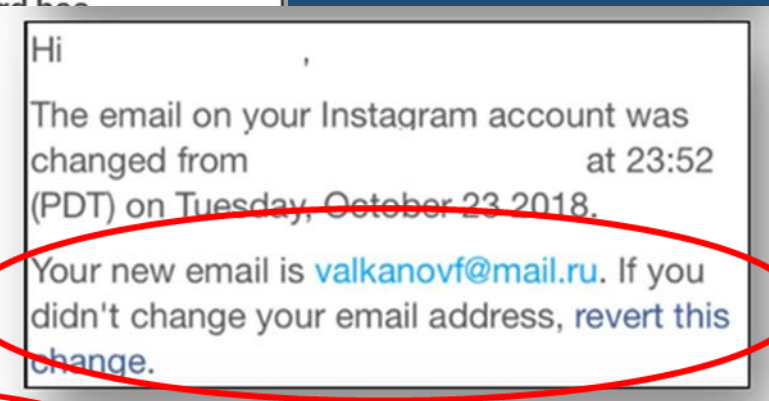 Hi ,
The email on your Instagram account was
changed from at 23:52
(PDT) on Tuesday, October 23 2018.
Your new email is valkanovf@mail.ru. If you
didn't change your email address, revert this
change.